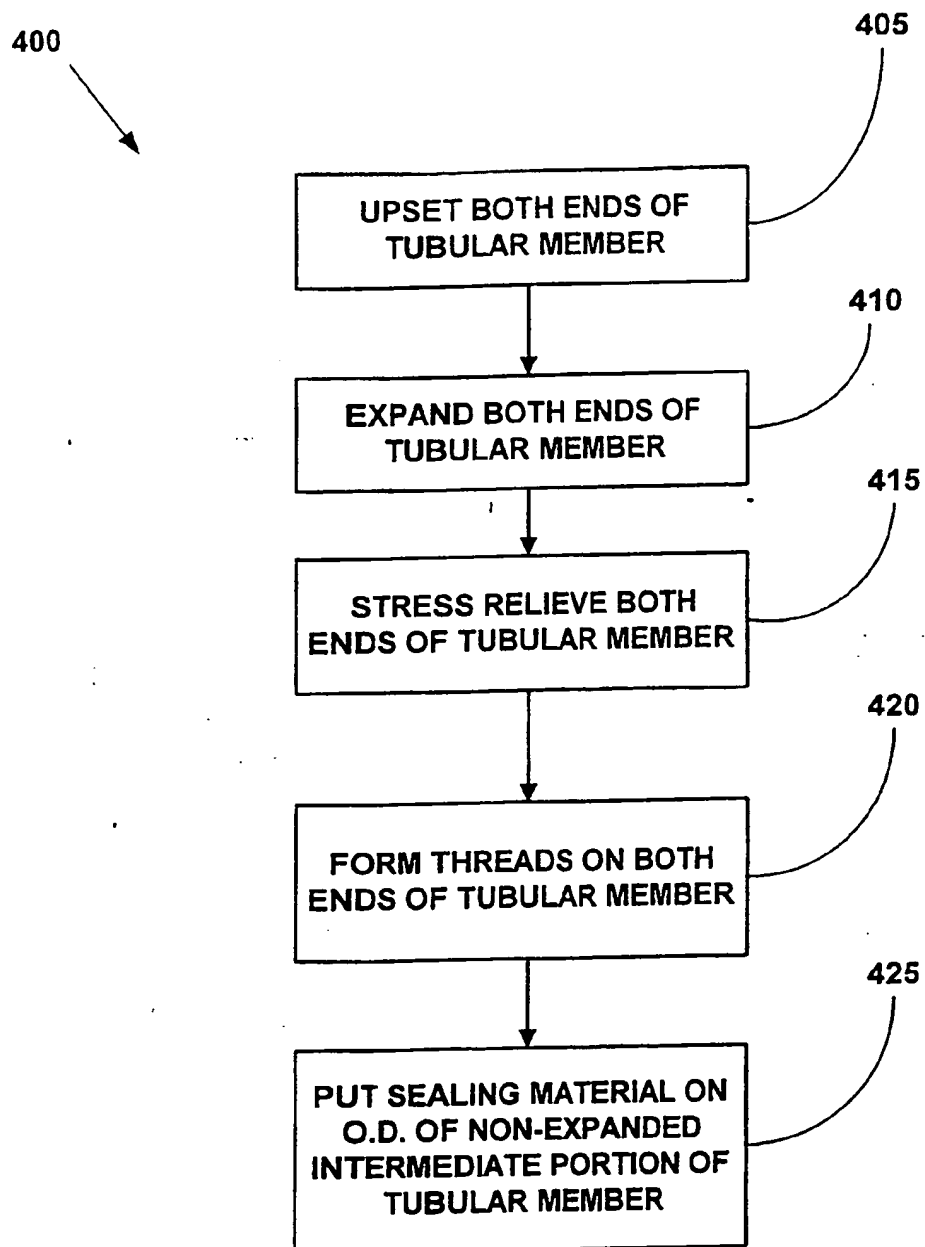 400
405
UPSET BOTH ENDS OF
TUBULAR MEMBER
410
EXPAND BOTH ENDS OF
TUBULAR MEMBER
415
STRESS RELIEVE BOTH
ENDS OF TUBULAR MEMBER
420
FORM THREADS ON BOTH
ENDS OF TUBULAR MEMBER
425
PUT SEALING MATERIAL ON
O.D. OF NON-EXPANDED
INTERMEDIATE PORTION OF
TUBULAR MEMBER